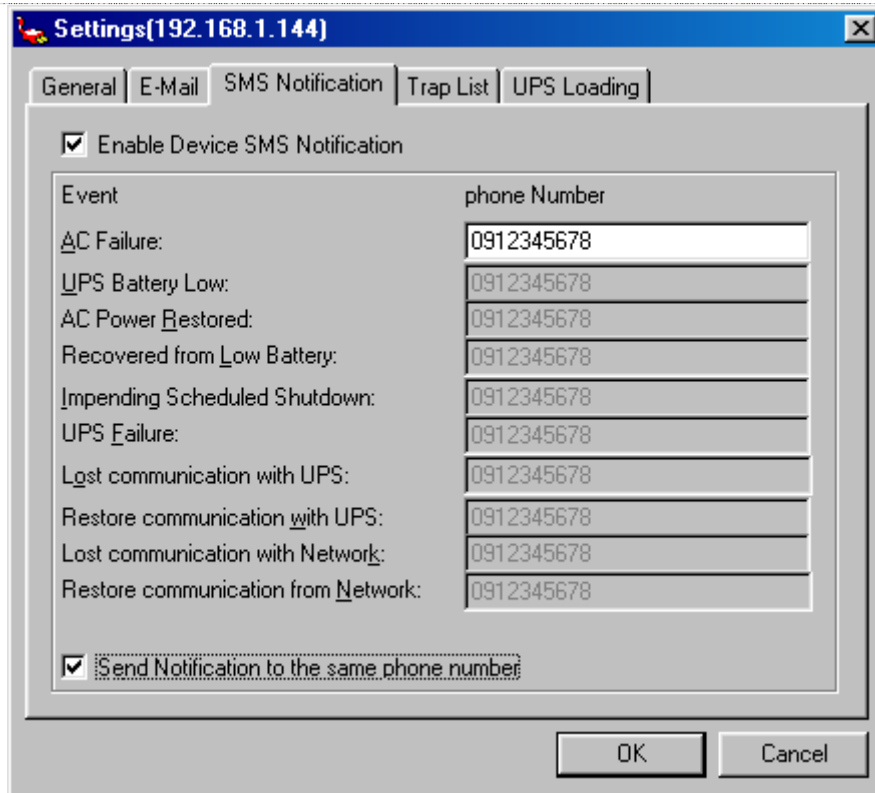 Settings(192.168.1.144)
General E-Mail SMS Notification Trap List UPS Loading
Enable Device SMS Notification
Event phone Number
AC Failure: 0912345678
UPS Battery Low: 0912345678
AC Power Restored: 0912345678
Recovered from Low Battery: 0912345678
Impending Scheduled Shutdown: 0912345678
UPS Failure: 0912345678
Lost communication with UPS: 0912345678
Restore communication with UPS: 0912345678
Lost communication with Network: 0912345678
Restore communication from Network: 0912345678
Send Notification to the same phone number
OK Cancel